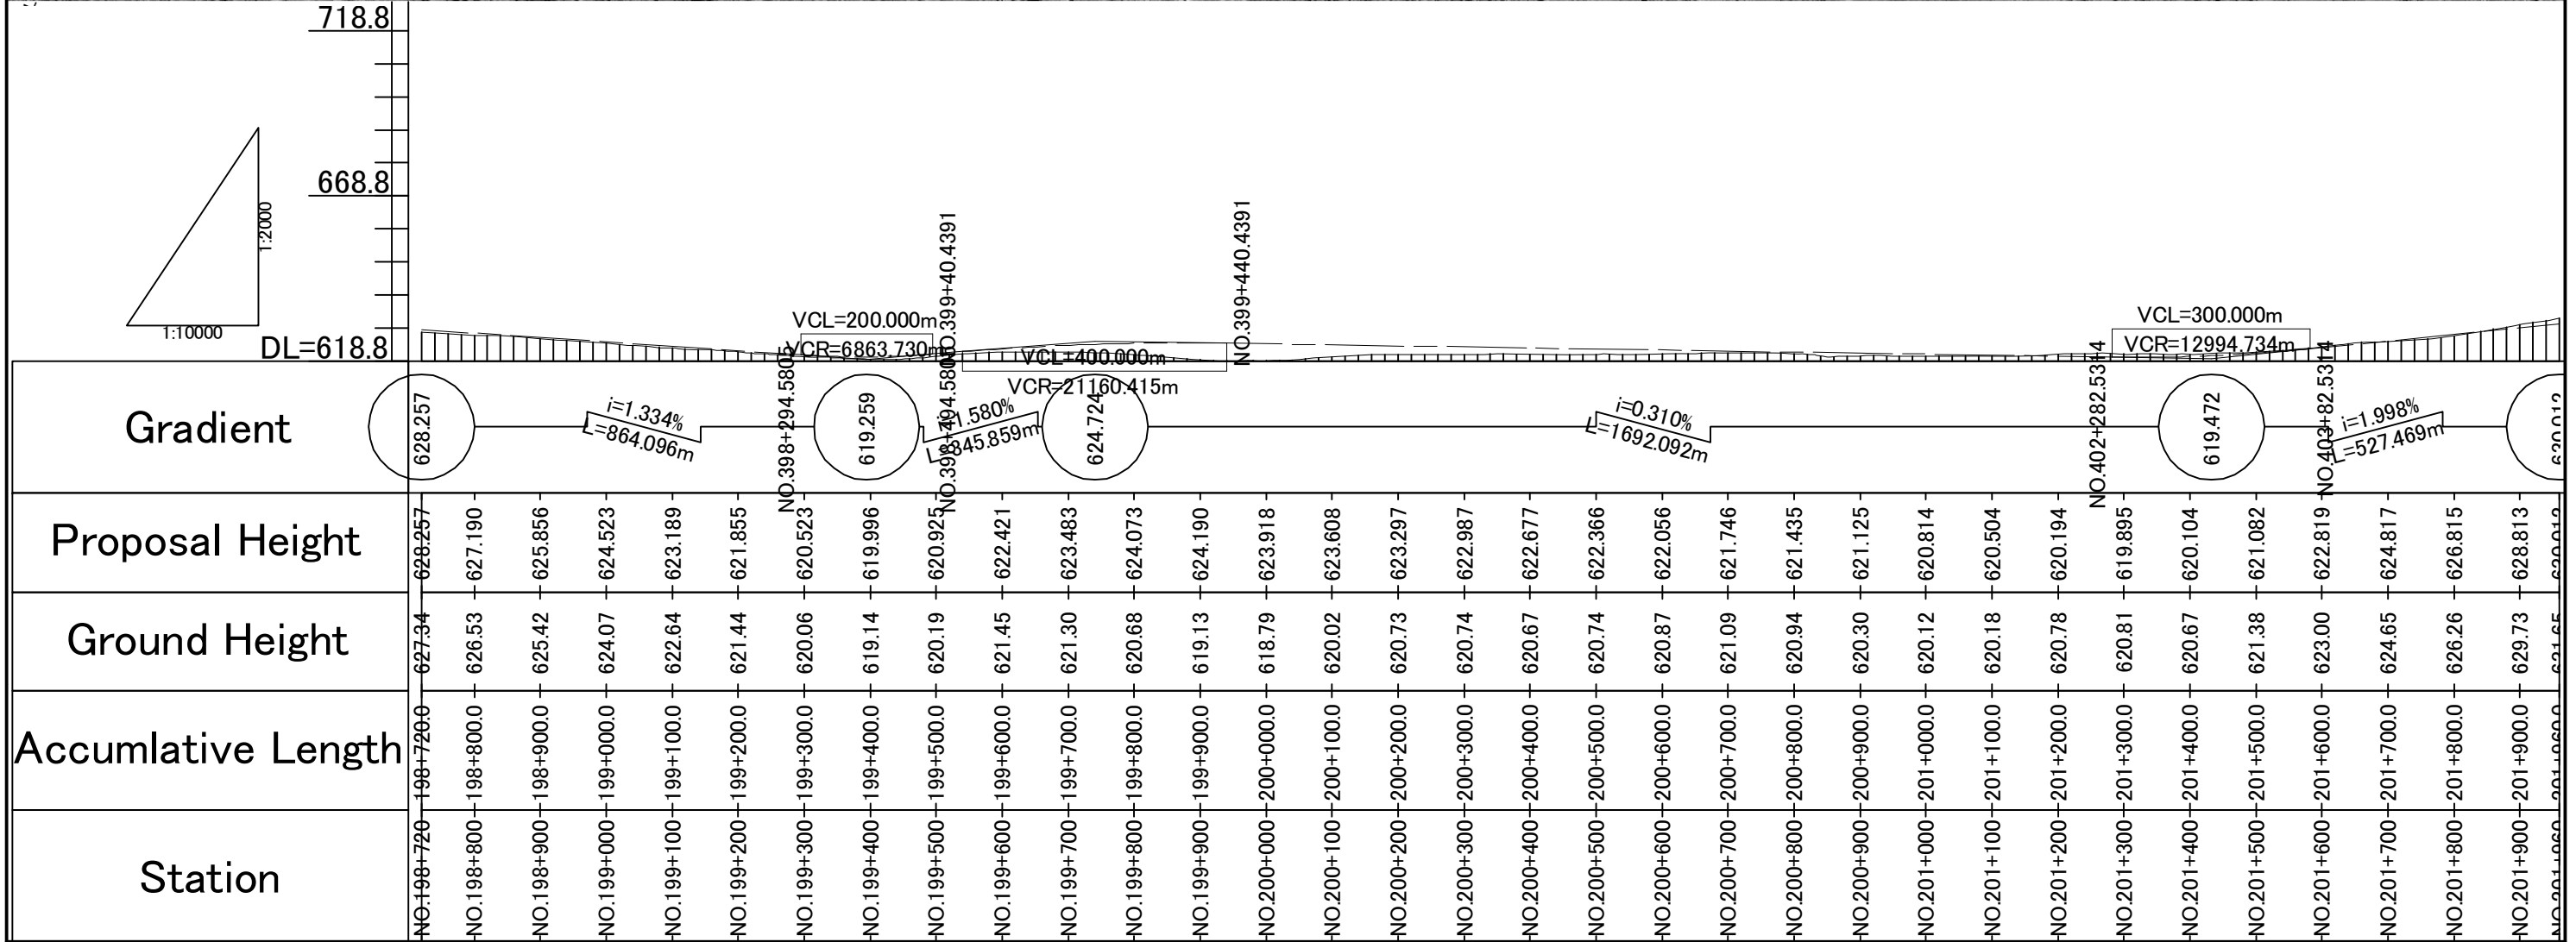 718.8
668.8
DL=618.8
1:2000
1:10000
VCL=200.000m
VCR=6863.730m
NO.399+40.4391
VCL=400.000m
VCR=21160.415m
NO.399+440.4391
VCL=300.000m
VCR=12994.734m
Gradient
628.257
i=1.334%
L=864.096m
619.259
i=1.580%
L=345.859m
624.724
i=0.310%
L=1692.092m
NO.402+282.5314
619.472
NO.403+82.5314
i=1.998%
L=527.469m
Proposal Height
628.257 627.190 625.856 624.523 623.189 621.855 620.523 619.996 620.925 622.421 623.483 624.073 624.190 623.918 623.608 623.297 622.987 622.677 622.366 622.056 621.746 621.435 621.125 620.814 620.504 620.194 619.895 620.104 621.082 622.819 624.817 626.815 628.813
Ground Height
627.34 626.53 625.42 624.07 622.64 621.44 620.06 619.14 620.19 621.45 621.30 620.68 619.13 618.79 620.02 620.73 620.74 620.67 620.74 620.87 621.09 620.94 620.30 620.12 620.18 620.78 620.81 620.67 621.38 623.00 624.65 626.26 629.73
Accumlative Length
198+720.0 198+800.0 198+900.0 199+000.0 199+100.0 199+200.0 199+300.0 199+400.0 199+500.0 199+600.0 199+700.0 199+800.0 199+900.0 200+000.0 200+100.0 200+200.0 200+300.0 200+400.0 200+500.0 200+600.0 200+700.0 200+800.0 200+900.0 201+000.0 201+100.0 201+200.0 201+300.0 201+400.0 201+500.0 201+600.0 201+700.0 201+800.0 201+900.0
Station
NO.198+720 NO.198+800 NO.198+900 NO.199+000 NO.199+100 NO.199+200 NO.199+300 NO.199+400 NO.199+500 NO.199+600 NO.199+700 NO.199+800 NO.199+900 NO.200+000 NO.200+100 NO.200+200 NO.200+300 NO.200+400 NO.200+500 NO.200+600 NO.200+700 NO.200+800 NO.200+900 NO.201+000 NO.201+100 NO.201+200 NO.201+300 NO.201+400 NO.201+500 NO.201+600 NO.201+700 NO.201+800 NO.201+900